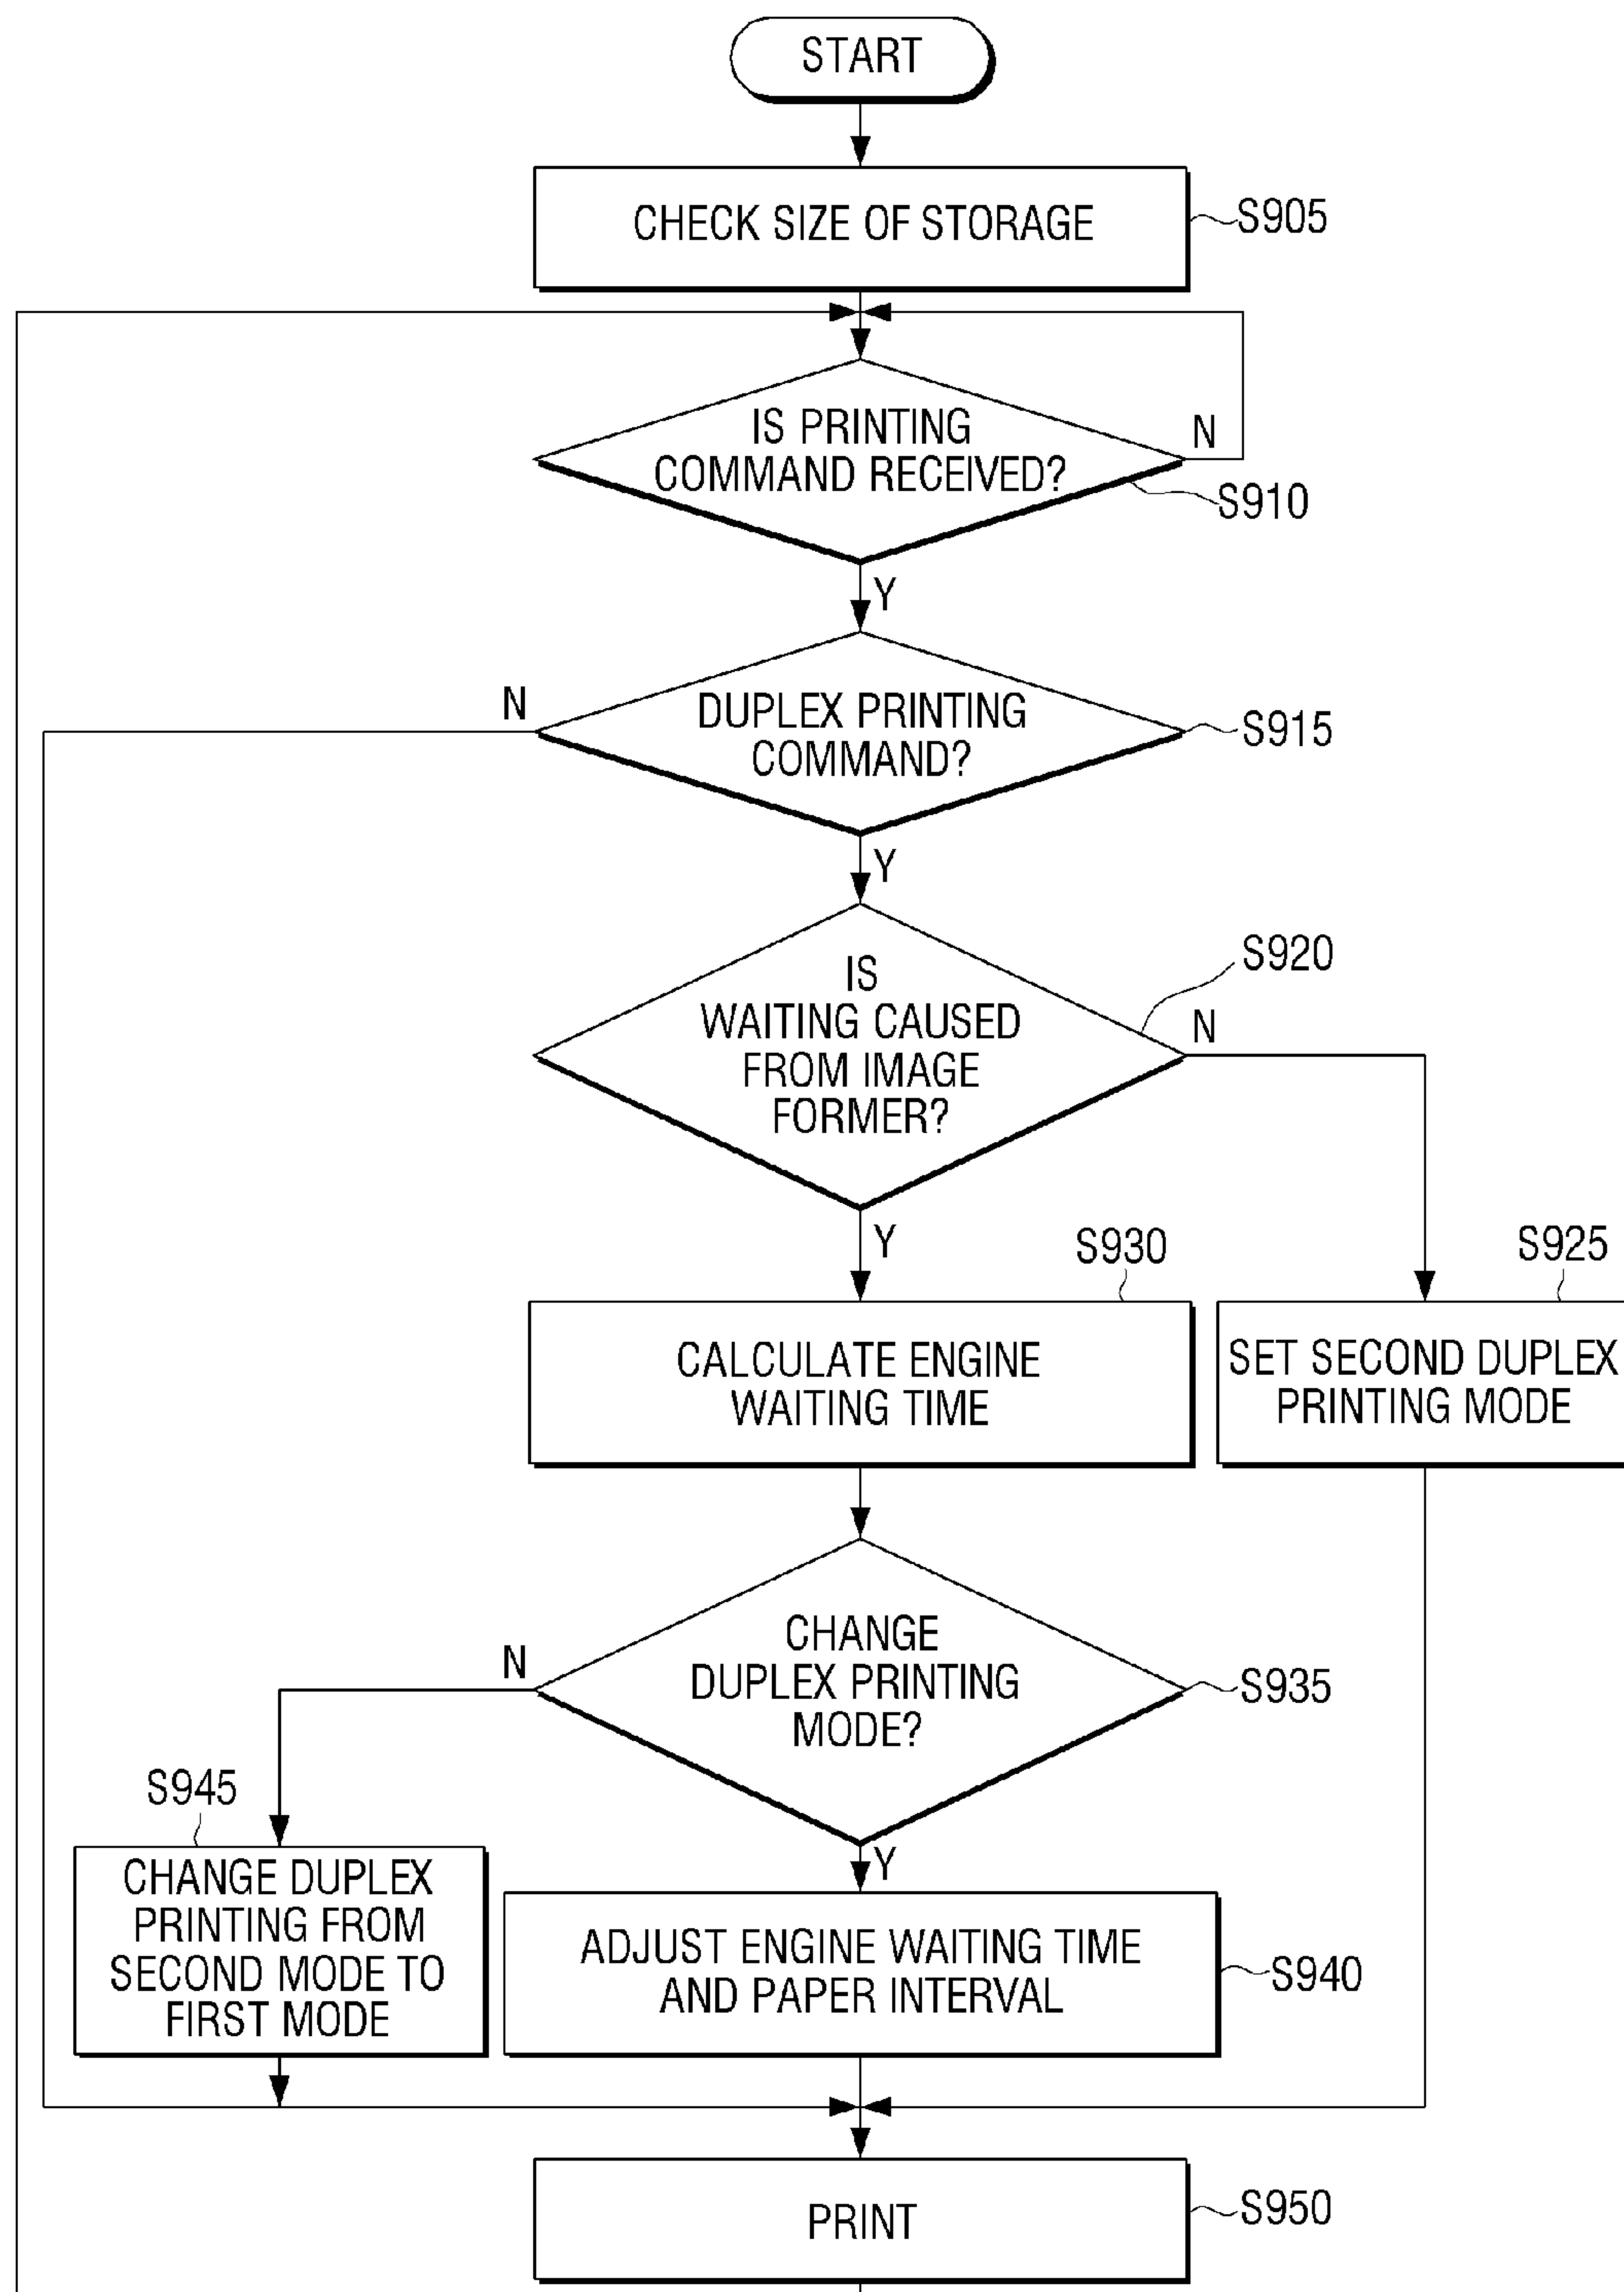 START
CHECK SIZE OF STORAGE
S905
IS PRINTING
COMMAND RECEIVED?
N
S910
Y
DUPLEX PRINTING
COMMAND?
N
S915
Y
IS
WAITING CAUSED
FROM IMAGE
FORMER?
S920
N
Y
S930
CALCULATE ENGINE
WAITING TIME
S925
SET SECOND DUPLEX
PRINTING MODE
CHANGE
DUPLEX PRINTING
MODE?
N
S935
S945
CHANGE DUPLEX
PRINTING FROM
SECOND MODE TO
FIRST MODE
Y
ADJUST ENGINE WAITING TIME
AND PAPER INTERVAL
S940
PRINT
S950